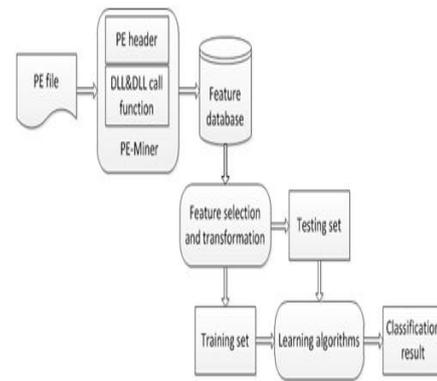 PE file
PE header
DLL&DLL call
function
PE-Miner
Feature
database
Feature selection
and transformation
Testing set
Training set
Learning algorithms
Classification
result